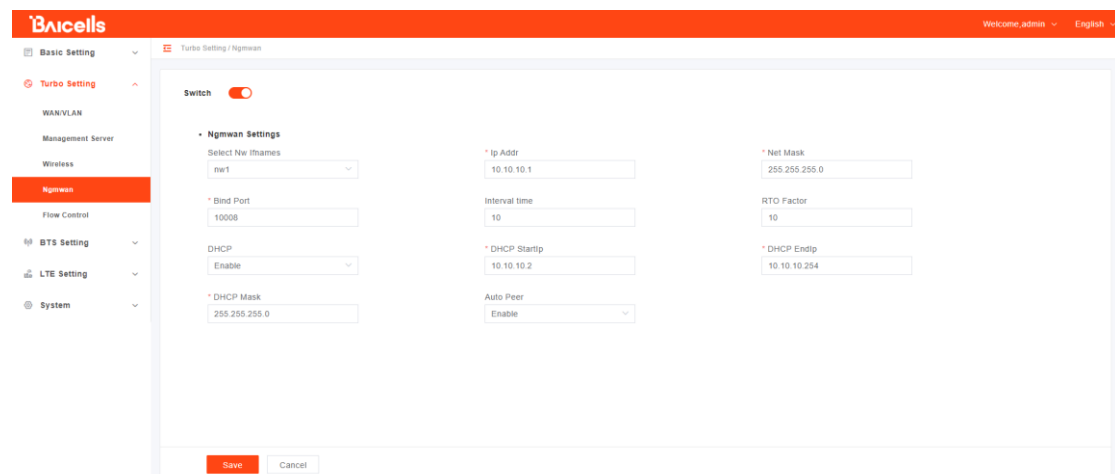 BAIcells
Welcome,admin English
Basic Setting
Turbo Setting / Ngmwan
Turbo Setting
Switch
WAN/VLAN
Management Server
Wireless
Ngmwan
Flow Control
BTS Setting
LTE Setting
System
• Ngmwan Settings
Select Nw Ifnames * Ip Addr * Net Mask
nw1 10.10.10.1 255.255.255.0
* Bind Port Interval time RTO Factor
10008 10 10
DHCP * DHCP StartIp * DHCP EndIp
Enable 10.10.10.2 10.10.10.254
* DHCP Mask Auto Peer
255.255.255.0 Enable
Save Cancel